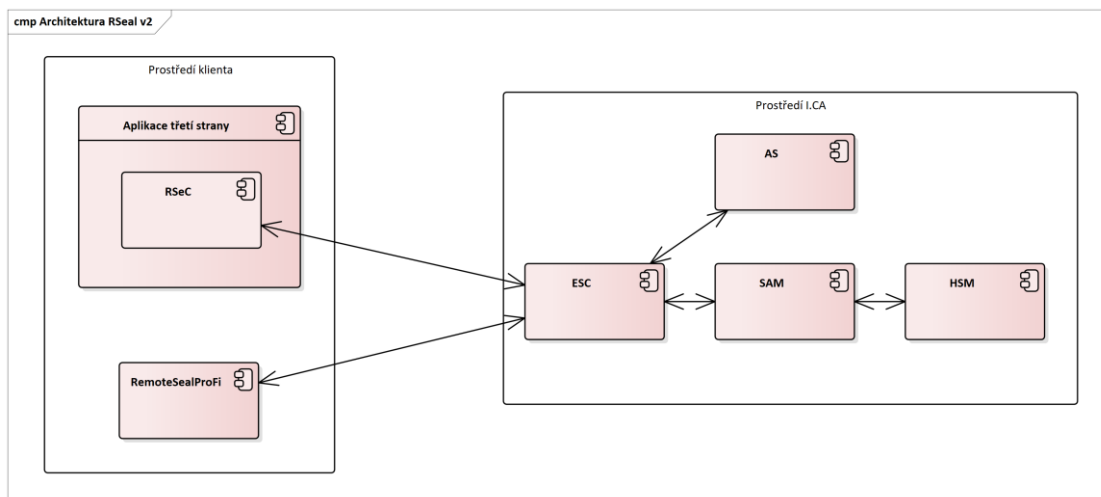 cmp Architektura RSeal v2
Prostředí klienta
Aplikace třetí strany
RSeC
RemoteSealProFi
Prostředí I.CA
AS
ESC
SAM
HSM